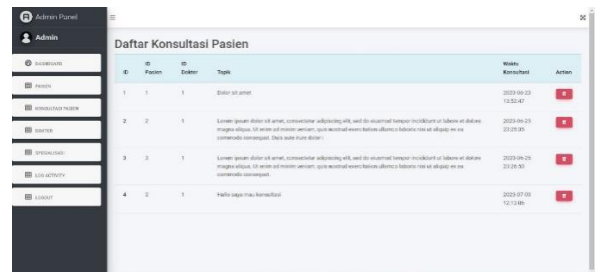 Admin Panel
Admin
DASHBOARD
PASIEN
KONSULTASI PASIEN
DOKTER
SPESIALISASI
LOG ACTIVITY
LOGOUT
Daftar Konsultasi Pasien
ID
ID Pasien
ID Dokter
Topik
Waktu Konsultasi
Action
1 1 1 Dolor sit amet 2023-06-23
13:52:47
2 2 1 Lorem ipsum dolor sit amet, consectetur adipiscing elit, sed do eiusmod tempor incididunt ut labore et dolore 2023-06-25
magna aliqua. Ut enim ad minim veniam, quis nostrud exercitation ullamco laboris nisi ut aliquip ex ea 23:26:35
commodo consequat. Duis aute irure dolor
3 3 1 Lorem ipsum dolor sit amet, consectetur adipiscing elit, sed do eiusmod tempor incididunt ut labore et dolore 2023-06-25
magna aliqua. Ut enim ad minim veniam, quis nostrud exercitation ullamco laboris nisi ut aliquip ex ea 23:26:50
commodo consequat.
4 2 1 Hallo saya mau konsultasi 2023-07-05
12:13:06